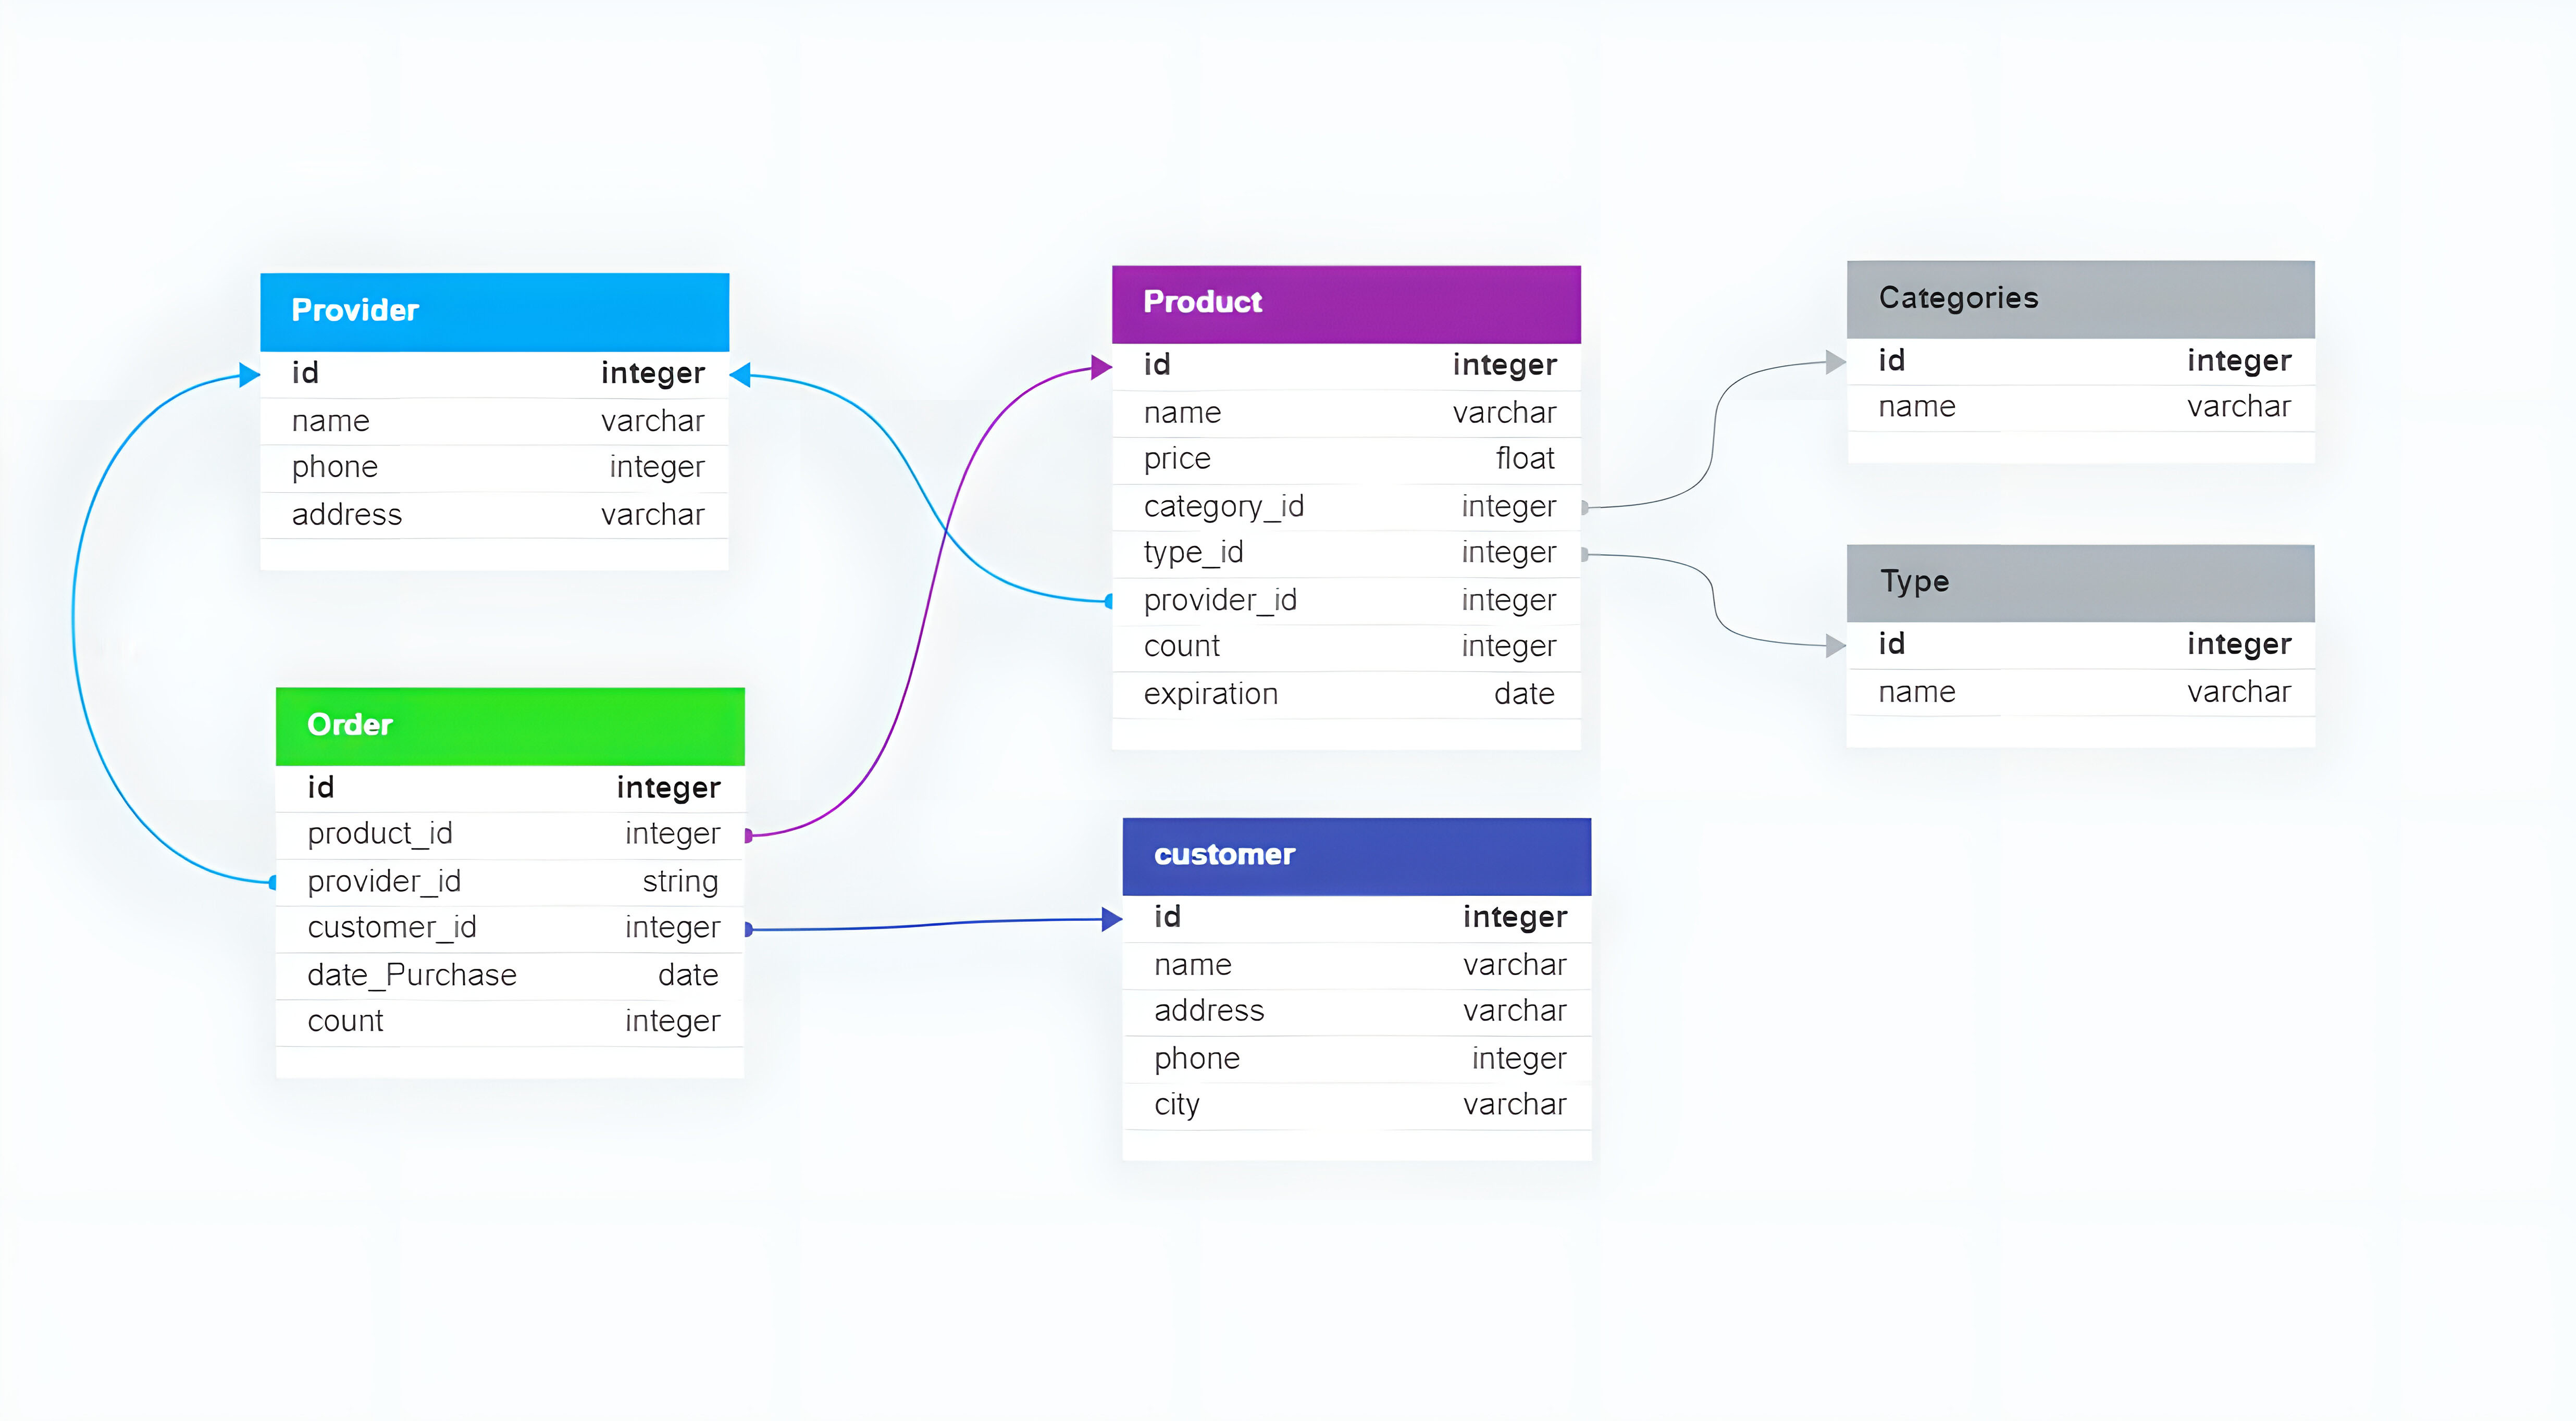 Provider
id integer
name varchar
phone integer
address varchar
Order
id integer
product_id integer
provider_id string
customer_id integer
date_Purchase date
count integer
Product
id integer
name varchar
price float
category_id integer
type_id integer
provider_id integer
count integer
expiration date
customer
id integer
name varchar
address varchar
phone integer
city varchar
Categories
id integer
name varchar
Type
id integer
name varchar